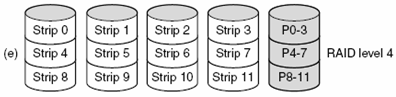 Strip 0 Strip 1 Strip 2 Strip 3 P0-3
(e) Strip 4 Strip 5 Strip 6 Strip 7 P4-7 RAID level 4
Strip 8 Strip 9 Strip 10 Strip 11 P8-11